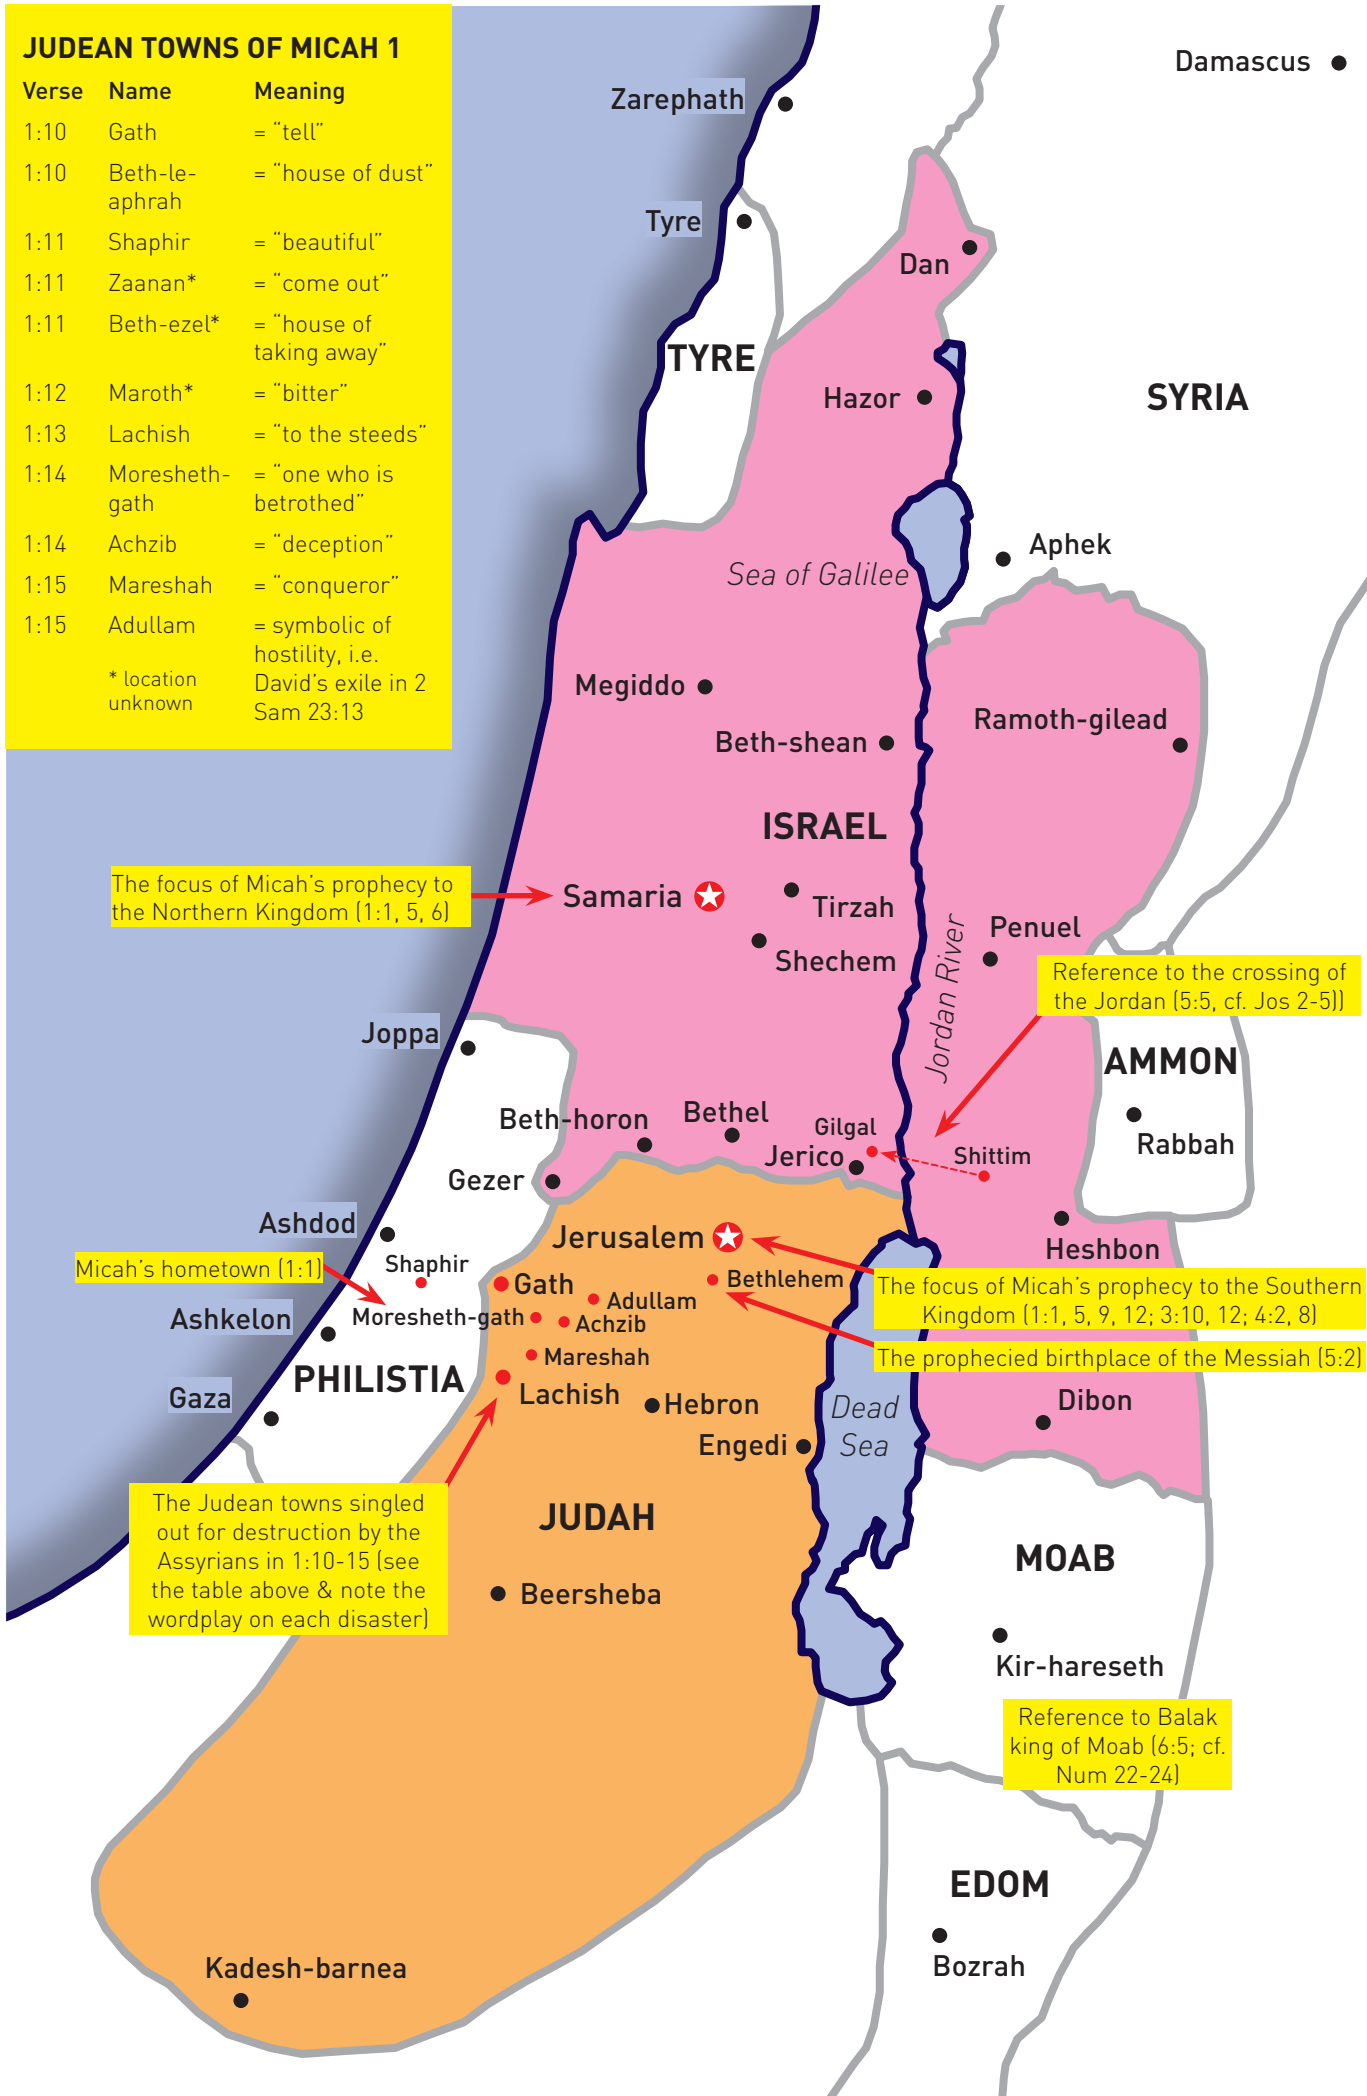 JUDEAN TOWNS OF MICAH 1
Verse Name Meaning
1:10 Gath = “tell”
1:10 Beth-le- = “house of dust”
aphrah
1:11 Shaphir = “beautiful”
1:11 Zaanan* = “come out”
1:11 Beth-ezel* = “house of
taking away”
1:12 Maroth* = “bitter”
1:13 Lachish = “to the steeds”
1:14 Moresheth- = “one who is
gath betrothed”
1:14 Achzib = “deception”
1:15 Mareshah = “conqueror”
1:15 Adullam = symbolic of
hostility, i.e.
* location David’s exile in 2
unknown Sam 23:13
Damascus
Zarephath
Tyre
Dan
TYRE
Hazor
SYRIA
Aphek
Sea of Galilee
Megiddo
Ramoth-gilead
Beth-shean
ISRAEL
The focus of Micah’s prophecy to
the Northern Kingdom (1:1, 5, 6)
Samaria
Tirzah
Shechem
Jordan River
Penuel
Reference to the crossing of
the Jordan (5:5, cf. Jos 2-5))
Joppa
AMMON
Beth-horon
Bethel
Gilgal
Jerico
Shittim
Rabbah
Gezer
Ashdod
Jerusalem
Heshbon
Micah’s hometown (1:1)
Shaphir
Gath
Bethlehem
The focus of Micah’s prophecy to the Southern
Kingdom (1:1, 5, 9, 12; 3:10, 12; 4:2, 8)
Adullam
Moresheth-gath
Achzib
Ashkelon
Mareshah
The prophecied birthplace of the Messiah (5:2)
PHILISTIA
Lachish
Gaza
Hebron
Dead
Sea
Dibon
Engedi
The Judean towns singled
out for destruction by the
Assyrians in 1:10-15 (see
the table above & note the
wordplay on each disaster)
JUDAH
MOAB
Beersheba
Kir-hareseth
Reference to Balak
king of Moab (6:5; cf.
Num 22-24)
EDOM
Bozrah
Kadesh-barnea